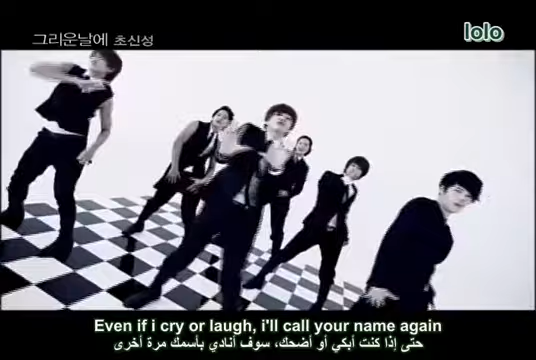 그리운날에 초신성
lolo
Even if i cry or laugh, i'll call your name again
حتى إذا كنت أبكي أو أضحك، سوف أنادي بأسمك مرة أخرى